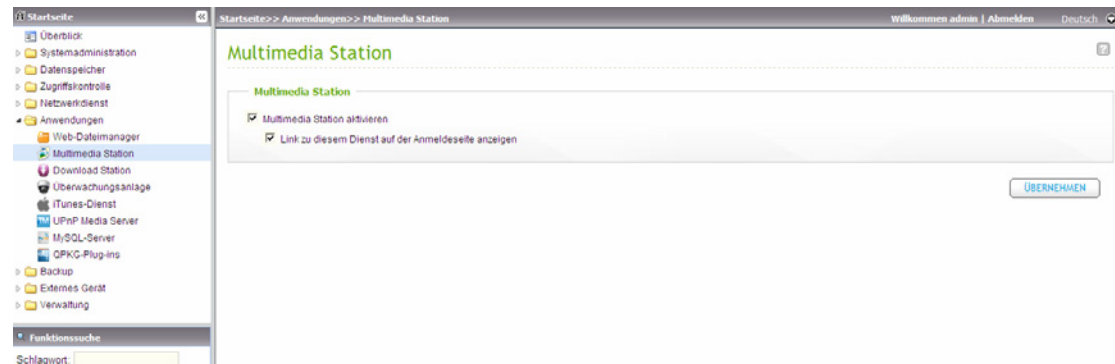 Startseite
Startseite>> Anwendungen>> Multimedia Station
Willkommen admin | Abmelden
Deutsch
Überblick
Systemadministration
Datenspeicher
Zugriffskontrolle
Netzwerkdienst
Anwendungen
Web-Dateimanager
Multimedia Station
Download Station
Überwachungsanlage
iTunes-Dienst
UPnP Media Server
MySQL-Server
QPKG-Plug-ins
Backup
Externes Gerät
Verwaltung
Funktionssuche
Schlagwort:
Multimedia Station
Multimedia Station
Multimedia Station aktivieren
Link zu diesem Dienst auf der Anmeldeseite anzeigen
ÜBERNEHMEN